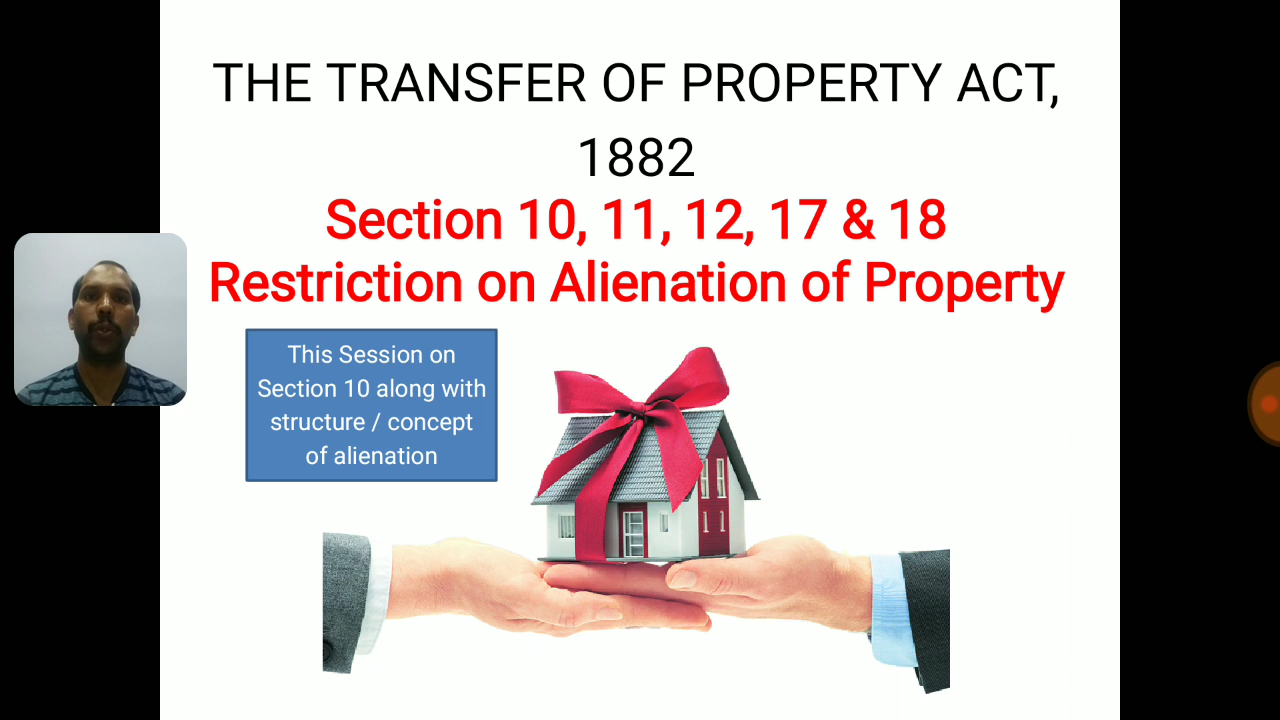 THE TRANSFER OF PROPERTY ACT,
1882
Section 10, 11, 12, 17 & 18
Restriction on Alienation of Property
This Session on
Section 10 along with
structure / concept
of alienation